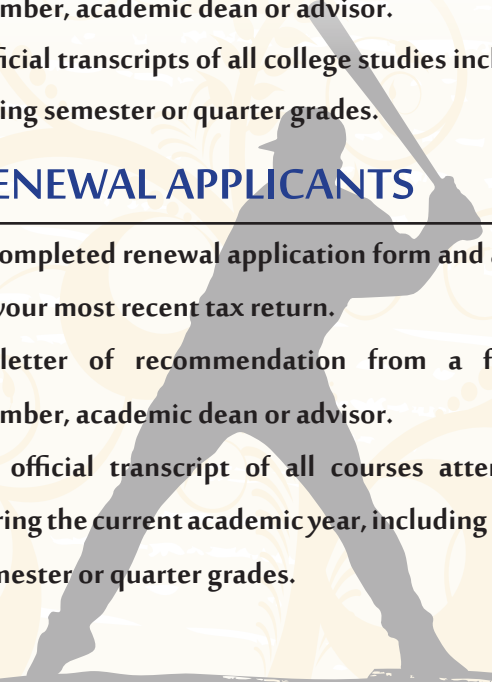 mber, academic dean or advisor.
ficial transcripts of all college studies incl
ing semester or quarter grades.
ENEWAL APPLICANTS
ompleted renewal application form and a
your most recent tax return.
letter of recommendation from a f
mber, academic dean or advisor.
official transcript of all courses atte
ring the current academic year, including
mester or quarter grades.